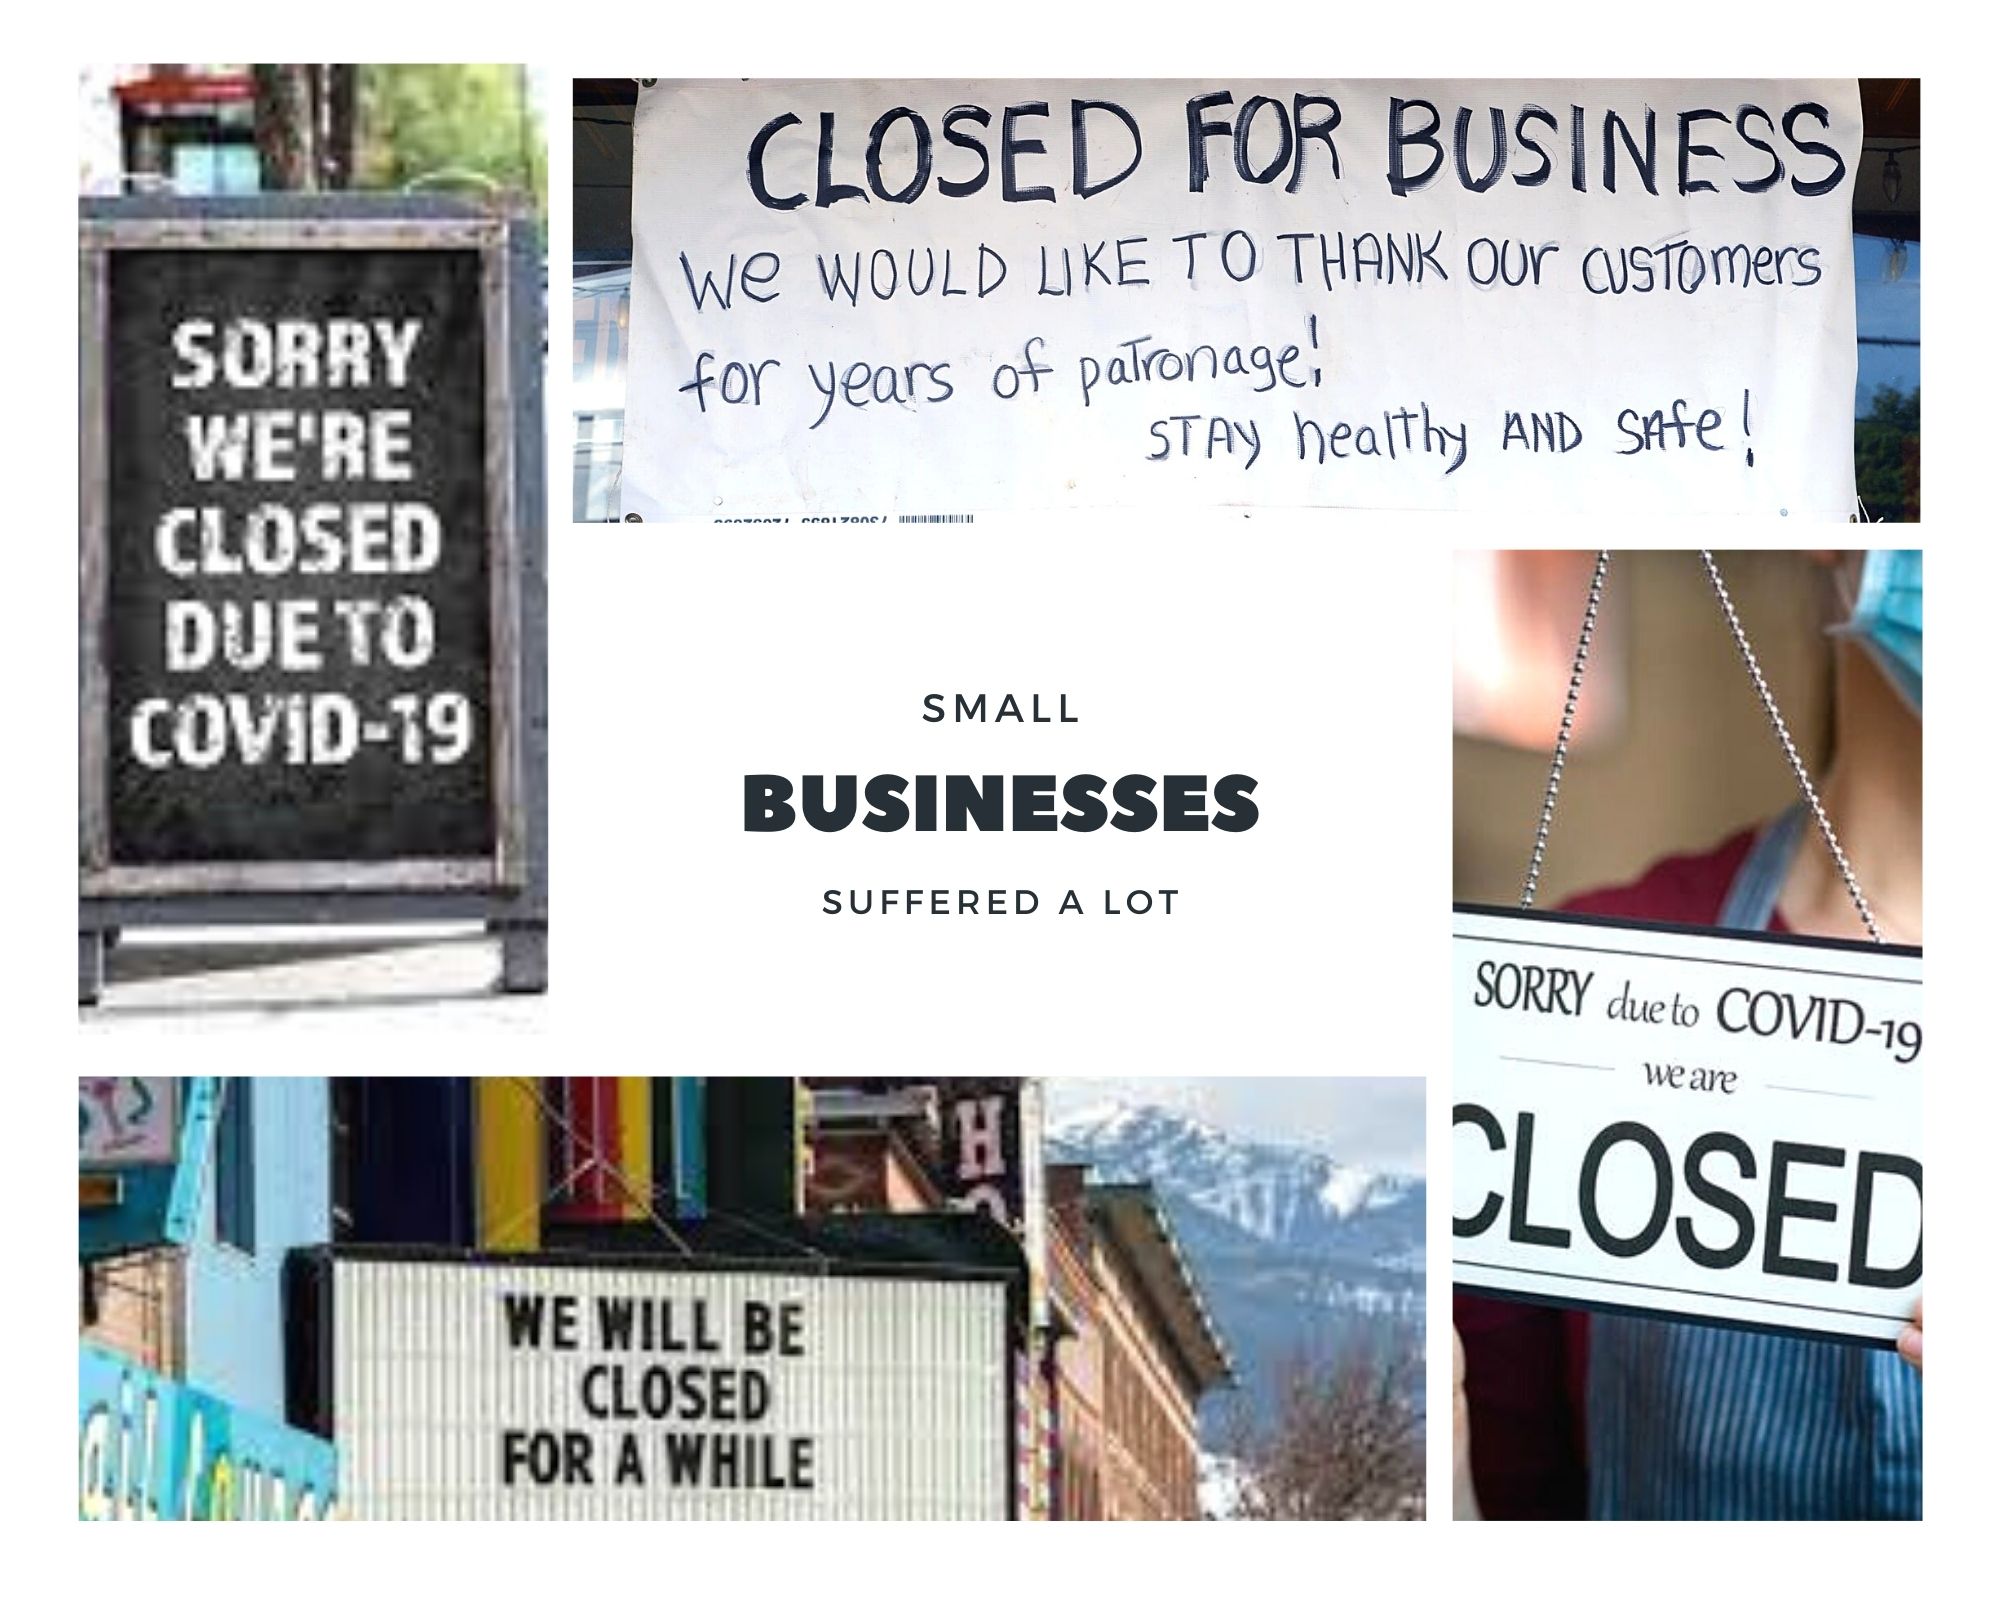 SORRY
WE'RE
CLOSED
DUE TO
COVID-19
CLOSED FOR BUSINESS
We WOULD LIKE TO THANK our customers
for years of patronage!
STAY healthy AND safe!
SMALL
BUSINESSES
SUFFERED A LOT
SORRY due to COVID-19
we are
CLOSED
H
WE WILL BE
CLOSED
FOR A WHILE